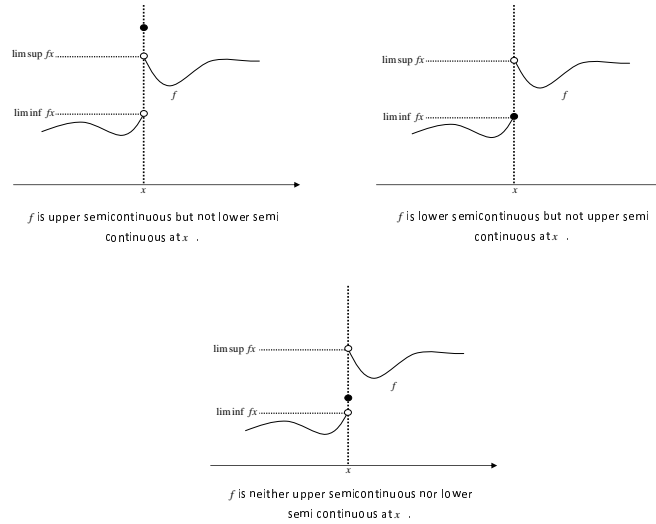 lim sup fx
f
lim inf fx
x
f is upper semicontinuous but not lower semi
continuous at x .
lim sup fx
f
lim inf fx
x
f is lower semicontinuous but not upper semi
continuous at x .
lim sup fx
f
lim inf fx
x
f is neither upper semicontinuous nor lower
semi continuous at x .